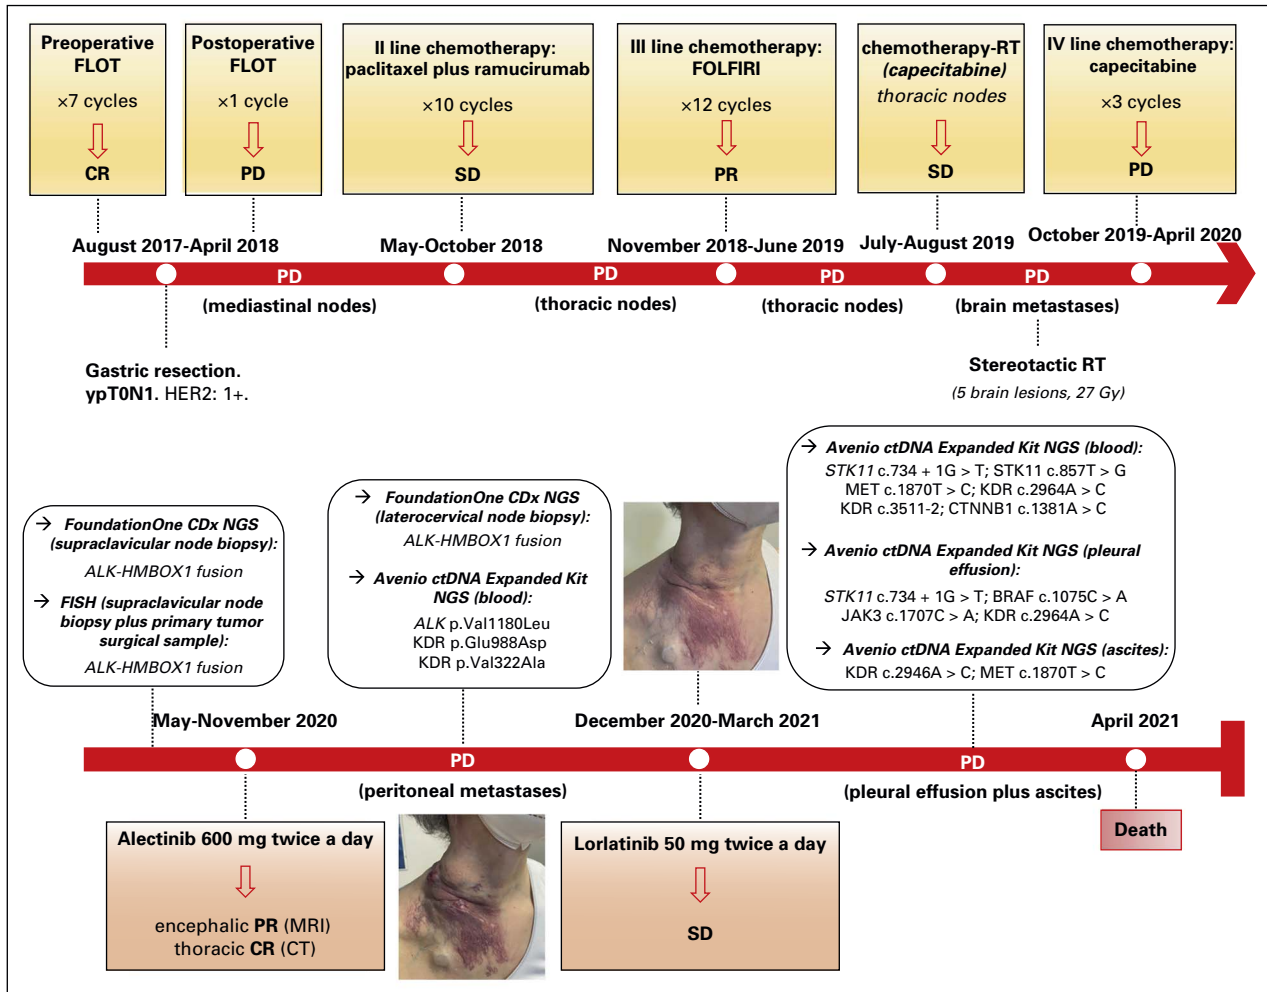 Preoperative
FLOT
×7 cycles
CR
Postoperative
FLOT
×1 cycle
PD
II line chemotherapy:
paclitaxel plus ramucirumab
×10 cycles
SD
III line chemotherapy:
FOLFIRI
×12 cycles
PR
chemotherapy-RT
(capecitabine)
thoracic nodes
SD
IV line chemotherapy:
capecitabine
×3 cycles
PD
August 2017-April 2018
May-October 2018
November 2018-June 2019
July-August 2019
October 2019-April 2020
PD
PD
PD
PD
(mediastinal nodes)
(thoracic nodes)
(thoracic nodes)
(brain metastases)
Gastric resection.
ypT0N1. HER2: 1+.
Stereotactic RT
(5 brain lesions, 27 Gy)
→ FoundationOne CDx NGS
(supraclavicular node biopsy):
ALK-HMBOX1 fusion
→ FISH (supraclavicular node
biopsy plus primary tumor
surgical sample):
ALK-HMBOX1 fusion
→ FoundationOne CDx NGS
(laterocervical node biopsy):
ALK-HMBOX1 fusion
→ Avenio ctDNA Expanded Kit
NGS (blood):
ALK p.Val1180Leu
KDR p.Glu988Asp
KDR p.Val322Ala
→ Avenio ctDNA Expanded Kit NGS (blood):
STK11 c.734 + 1G > T; STK11 c.857T > G
MET c.1870T > C; KDR c.2964A > C
KDR c.3511-2; CTNNB1 c.1381A > C
→ Avenio ctDNA Expanded Kit NGS (pleural
effusion):
STK11 c.734 + 1G > T; BRAF c.1075C > A
JAK3 c.1707C > A; KDR c.2964A > C
→ Avenio ctDNA Expanded Kit NGS (ascites):
KDR c.2946A > C; MET c.1870T > C
May-November 2020
December 2020-March 2021
April 2021
PD
PD
(peritoneal metastases)
(pleural effusion plus ascites)
Alectinib 600 mg twice a day
encephalic PR (MRI)
thoracic CR (CT)
Lorlatinib 50 mg twice a day
SD
Death